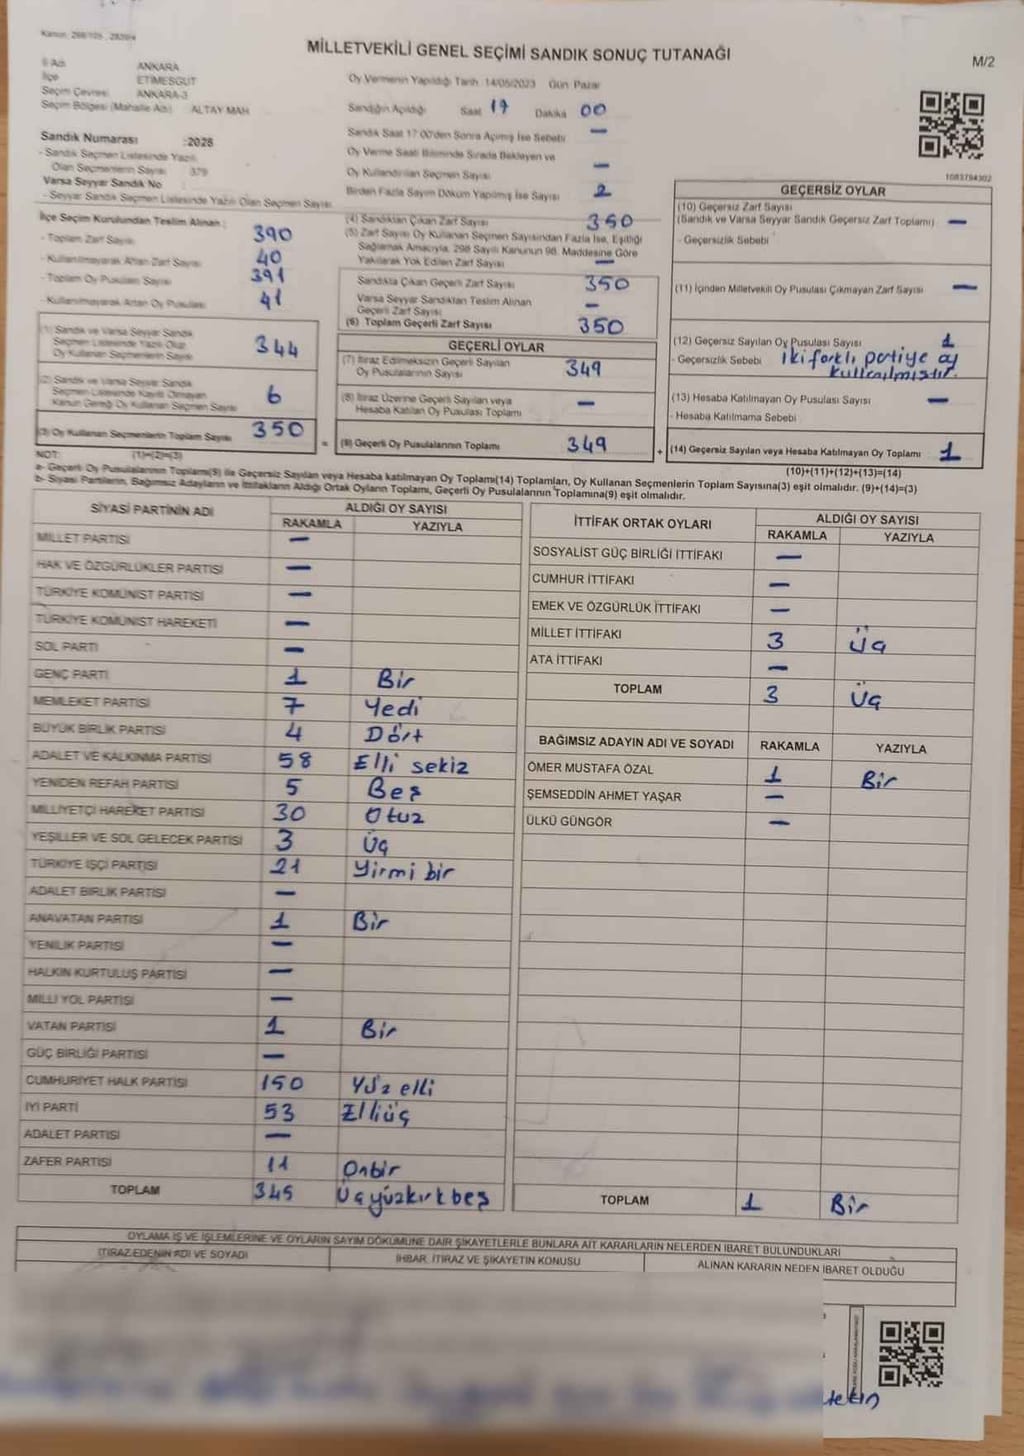 Kanun: 298/105 , 2839/4
MİLLETVEKİLİ GENEL SEÇİMİ SANDIK SONUÇ TUTANAĞI
M/2
İl Adı ANKARA
İlçe ETİMESGUT
Seçim Çevresi ANKARA-3
Seçim Bölgesi (Mahalle Adı) ALTAY MAH
Sandık Numarası :2028
- Sandık Seçmen Listesinde Yazılı
Olan Seçmenlerin Sayısı 379
Varsa Seyyar Sandık No
- Seyyar Sandık Seçmen Listesinde Yazılı Olan Seçmen Sayısı
Oy Vermenin Yapıldığı Tarih 14/05/2023 Gün: Pazar
Sandığın Açıldığı Saat 17 Dakika 00
Sandık Saat 17.00'den Sonra Açılmış İse Sebebi —
Oy Verme Saati Bitiminde Sırada Bekleyen ve
Oy Kullandırılan Seçmen Sayısı —
Birden Fazla Sayım Döküm Yapılmış İse Sayısı 2
1083794302
İlçe Seçim Kurulundan Teslim Alınan :
- Toplam Zarf Sayısı 390
- Kullanılmayarak Artan Zarf Sayısı 40
- Toplam Oy Pusulası Sayısı 391
- Kullanılmayarak Artan Oy Pusulası 41
(1) Sandık ve Varsa Seyyar Sandık
Seçmen Listesinde Yazılı Olup
Oy Kullanan Seçmenlerin Sayısı 344
(2) Sandık ve Varsa Seyyar Sandık
Seçmen Listesinde Kayıtlı Olmayan
Kanun Gereği Oy Kullanan Seçmen Sayısı 6
(3) Oy Kullanan Seçmenlerin Toplam Sayısı 350
(4) Sandıktan Çıkan Zarf Sayısı 350
(5) Zarf Sayısı Oy Kullanan Seçmen Sayısından Fazla İse, Eşitliği
Sağlamak Amacıyla, 298 Sayılı Kanunun 98. Maddesine Göre
Yakılarak Yok Edilen Zarf Sayısı —
Sandıkta Çıkan Geçerli Zarf Sayısı 350
Varsa Seyyar Sandıktan Teslim Alınan
Geçerli Zarf Sayısı —
(6) Toplam Geçerli Zarf Sayısı 350
GEÇERLİ OYLAR
(7) İtiraz Edilmeksizin Geçerli Sayılan
Oy Pusulalarının Sayısı 349
(8) İtiraz Üzerine Geçerli Sayılan veya
Hesaba Katılan Oy Pusulası Toplamı —
= (9) Geçerli Oy Pusulalarının Toplamı 349
GEÇERSİZ OYLAR
(10) Geçersiz Zarf Sayısı
(Sandık ve Varsa Seyyar Sandık Geçersiz Zarf Toplamı) —
- Geçersizlik Sebebi
(11) İçinden Milletvekili Oy Pusulası Çıkmayan Zarf Sayısı —
(12) Geçersiz Sayılan Oy Pusulası Sayısı 1
- Geçersizlik Sebebi İki farklı partiye oy
kullanılmıştır.
(13) Hesaba Katılmayan Oy Pusulası Sayısı —
- Hesaba Katılmama Sebebi
+ (14) Geçersiz Sayılan veya Hesaba Katılmayan Oy Toplamı 1
NOT: (1)+(2)=(3)
(10)+(11)+(12)+(13)=(14)
a- Geçerli Oy Pusulalarının Toplamı(9) ile Geçersiz Sayılan veya Hesaba katılmayan Oy Toplamı(14) Toplamları, Oy Kullanan Seçmenlerin Toplam Sayısına(3) eşit olmalıdır. (9)+(14)=(3)
b- Siyasi Partilerin, Bağımsız Adayların ve İttifakların Aldığı Ortak Oyların Toplamı, Geçerli Oy Pusulalarının Toplamına(9) eşit olmalıdır.
SİYASİ PARTİNİN ADI ALDIĞI OY SAYISI
RAKAMLA YAZIYLA
MİLLET PARTİSİ —
HAK VE ÖZGÜRLÜKLER PARTİSİ —
TÜRKİYE KOMÜNİST PARTİSİ —
TÜRKİYE KOMÜNİST HAREKETİ —
SOL PARTİ —
GENÇ PARTİ 1 Bir
MEMLEKET PARTİSİ 7 Yedi
BÜYÜK BİRLİK PARTİSİ 4 Dört
ADALET VE KALKINMA PARTİSİ 58 Elli sekiz
YENİDEN REFAH PARTİSİ 5 Beş
MİLLİYETÇİ HAREKET PARTİSİ 30 Otuz
YEŞİLLER VE SOL GELECEK PARTİSİ 3 Üç
TÜRKİYE İŞÇİ PARTİSİ 21 Yirmi bir
ADALET BİRLİK PARTİSİ —
ANAVATAN PARTİSİ 1 Bir
YENİLİK PARTİSİ —
HALKIN KURTULUŞ PARTİSİ —
MİLLİ YOL PARTİSİ —
VATAN PARTİSİ 1 Bir
GÜÇ BİRLİĞİ PARTİSİ —
CUMHURİYET HALK PARTİSİ 150 Yüz elli
İYİ PARTİ 53 Elliüç
ADALET PARTİSİ —
ZAFER PARTİSİ 11 Onbir
TOPLAM 345 Üçyüzkırkbeş
İTTİFAK ORTAK OYLARI ALDIĞI OY SAYISI
RAKAMLA YAZIYLA
SOSYALİST GÜÇ BİRLİĞİ İTTİFAKI —
CUMHUR İTTİFAKI —
EMEK VE ÖZGÜRLÜK İTTİFAKI —
MİLLET İTTİFAKI 3 Üç
ATA İTTİFAKI —
TOPLAM 3 Üç
BAĞIMSIZ ADAYIN ADI VE SOYADI RAKAMLA YAZIYLA
ÖMER MUSTAFA ÖZAL 1 Bir
ŞEMSEDDİN AHMET YAŞAR —
ÜLKÜ GÜNGÖR —
TOPLAM 1 Bir
OYLAMA İŞ VE İŞLEMLERİNE VE OYLARIN SAYIM DÖKÜMÜNE DAİR ŞİKAYETLERLE BUNLARA AİT KARARLARIN NELERDEN İBARET BULUNDUKLARI
İTİRAZ EDENİN ADI VE SOYADI İHBAR, İTİRAZ VE ŞİKAYETİN KONUSU ALINAN KARARIN NEDEN İBARET OLDUĞU
tekin